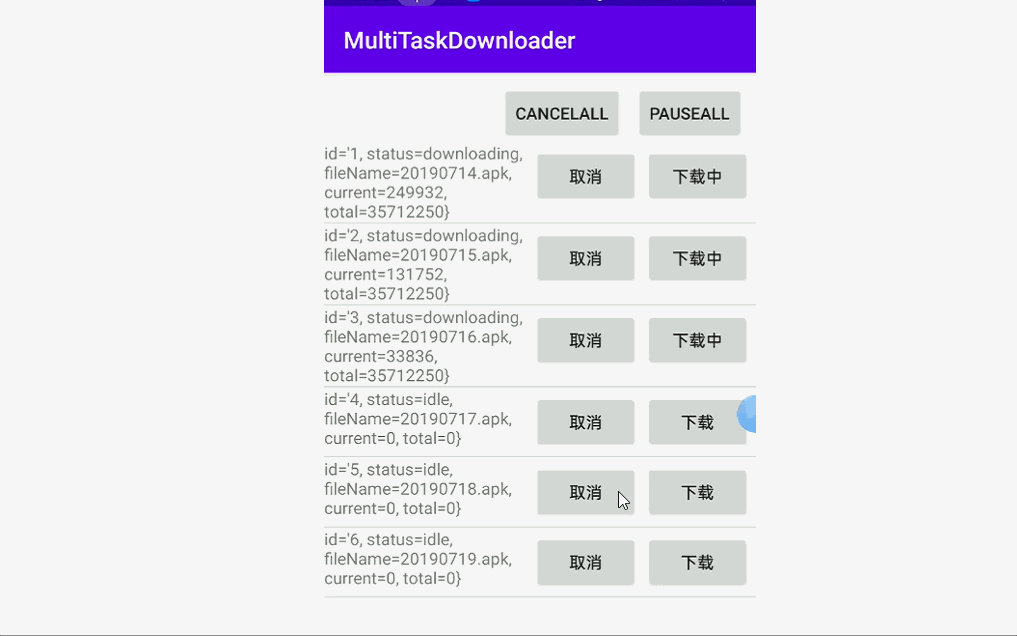 MultiTaskDownloader
CANCELALL PAUSEALL
id='1, status=downloading,
fileName=20190714.apk,
current=249932,
total=35712250}
取消 下载中
id='2, status=downloading,
fileName=20190715.apk,
current=131752,
total=35712250}
取消 下载中
id='3, status=downloading,
fileName=20190716.apk,
current=33836,
total=35712250}
取消 下载中
id='4, status=idle,
fileName=20190717.apk,
current=0, total=0}
取消 下载
id='5, status=idle,
fileName=20190718.apk,
current=0, total=0}
取消 下载
id='6, status=idle,
fileName=20190719.apk,
current=0, total=0}
取消 下载